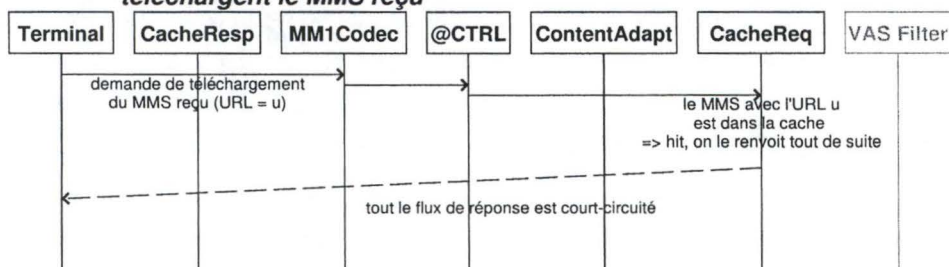 téléchargent le MMS reçu
Terminal CacheResp MM1Codec @CTRL ContentAdapt CacheReq VAS Filter
demande de téléchargement
du MMS reçu (URL = u)
le MMS avec l'URL u
est dans la cache
=> hit, on le renvoit tout de suite
tout le flux de réponse est court-circuité